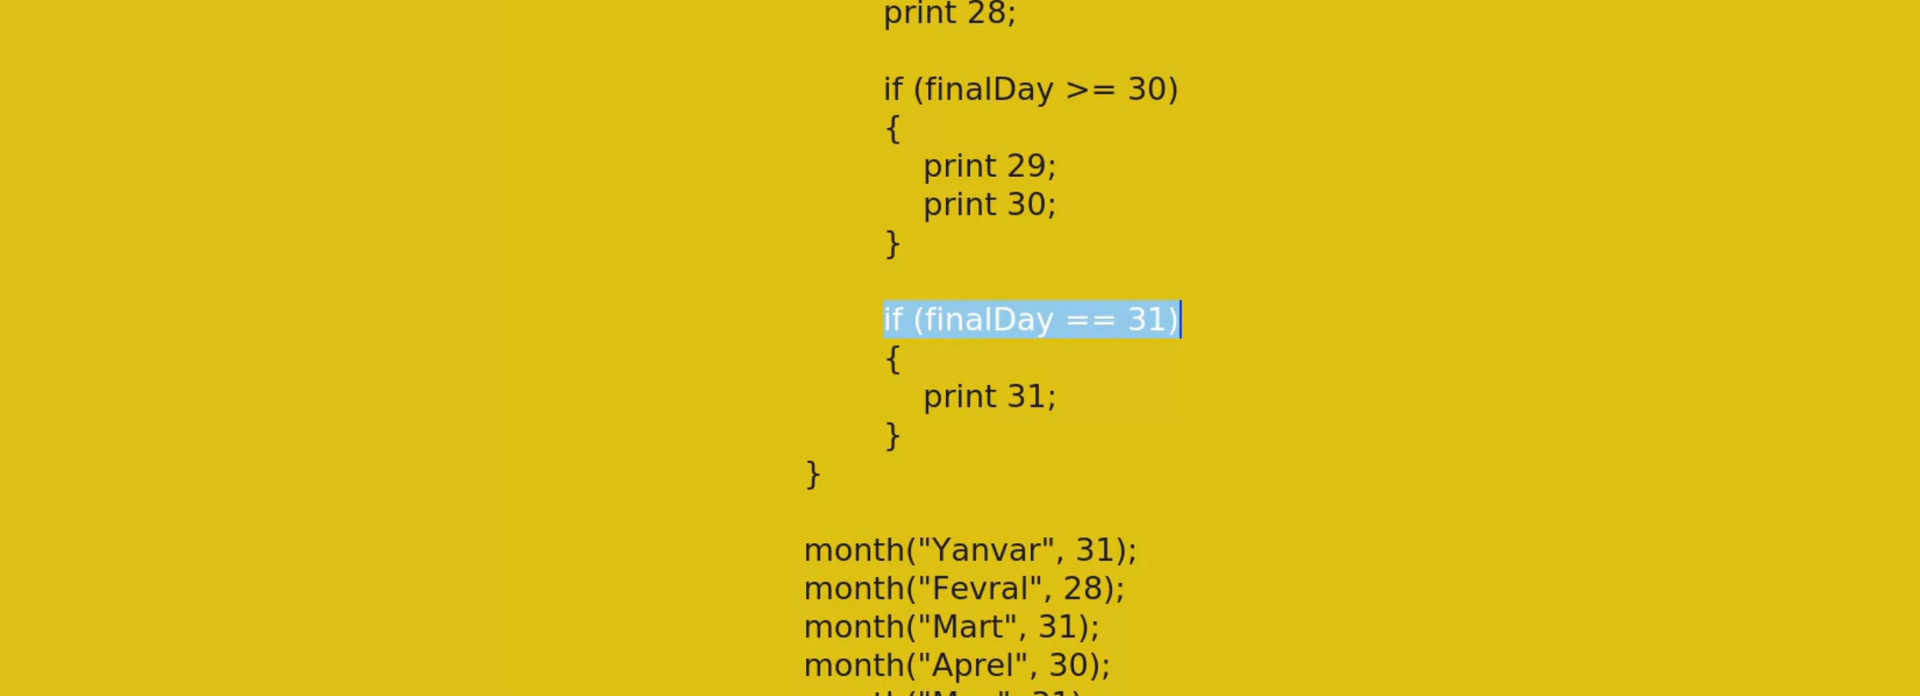 print 28;
if (finalDay >= 30)
{
print 29;
print 30;
}
if (finalDay == 31)
{
print 31;
}
}
month("Yanvar", 31);
month("Fevral", 28);
month("Mart", 31);
month("Aprel", 30);